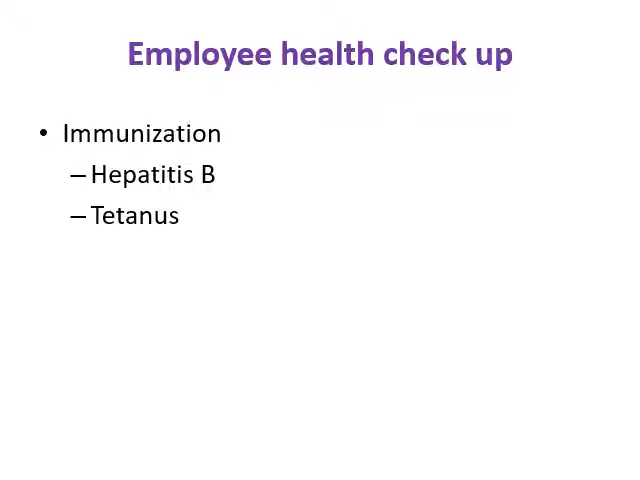 Employee health check up
• Immunization
– Hepatitis B
– Tetanus